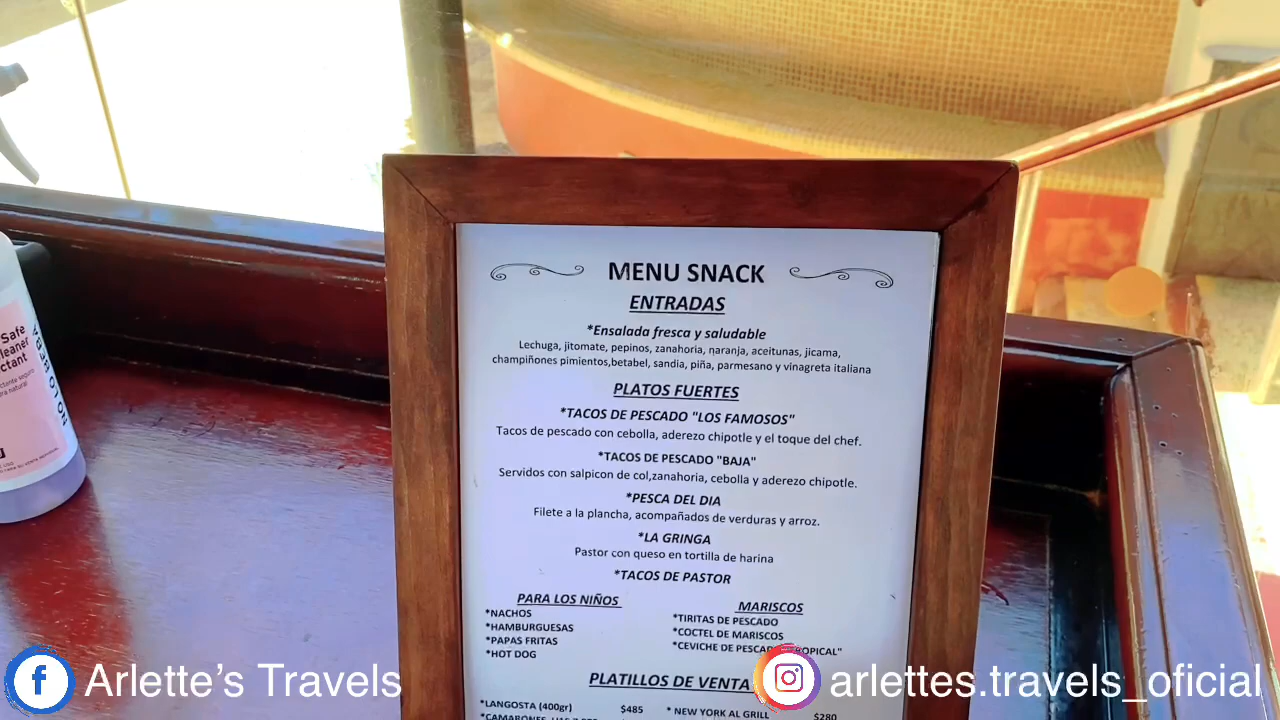 MENU SNACK
ENTRADAS
*Ensalada fresca y saludable
Lechuga, jitomate, pepinos, zanahoria, naranja, aceitunas, jicama,
champiñones pimientos,betabel, sandia, piña, parmesano y vinagreta italiana
PLATOS FUERTES
*TACOS DE PESCADO "LOS FAMOSOS"
Tacos de pescado con cebolla, aderezo chipotle y el toque del chef.
*TACOS DE PESCADO "BAJA"
Servidos con salpicon de col,zanahoria, cebolla y aderezo chipotle.
*PESCA DEL DIA
Filete a la plancha, acompañados de verduras y arroz.
*LA GRINGA
Pastor con queso en tortilla de harina
*TACOS DE PASTOR
PARA LOS NIÑOS
*NACHOS
*HAMBURGUESAS
*PAPAS FRITAS
*HOT DOG
MARISCOS
*TIRITAS DE PESCADO
*COCTEL DE MARISCOS
*CEVICHE DE
PLATILLOS DE VENTA
*LANGOSTA (400gr) $485
* NEW YORK AL GRILL $280
Safe
NO LO HERBA
Arlette's Travels
arlettes.travels_oficial